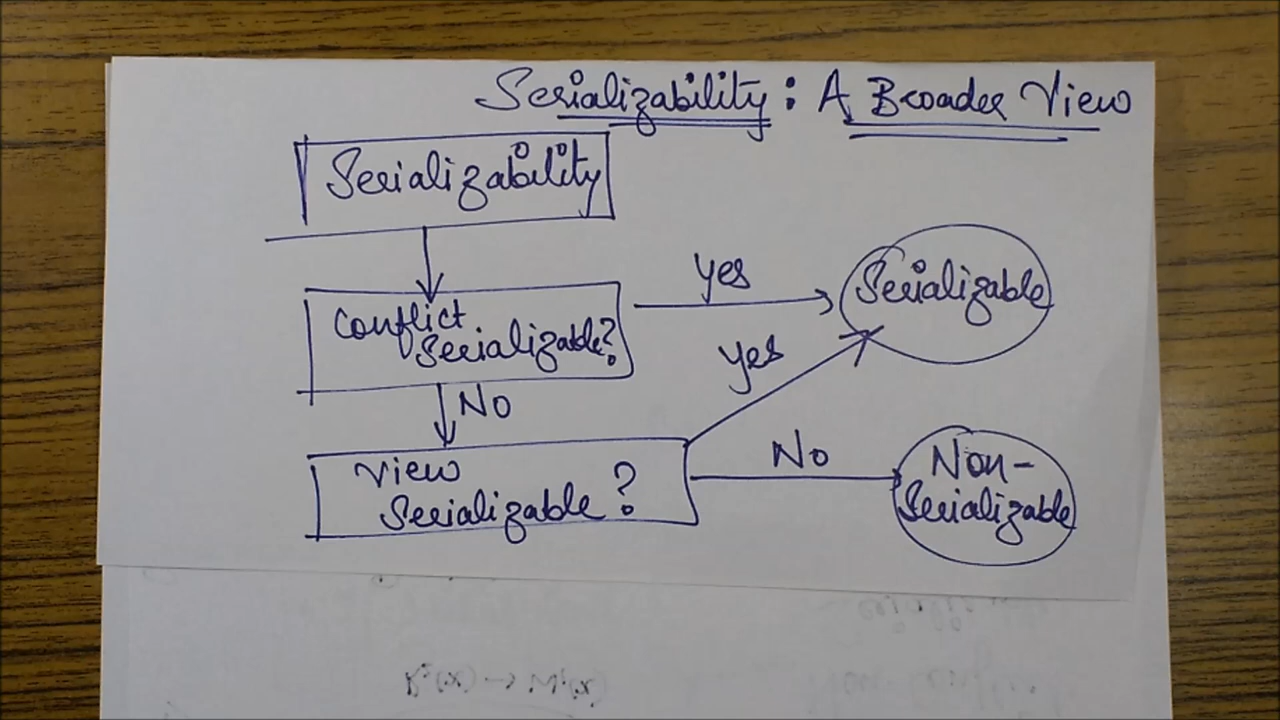 Serializability : A Broader View
Serializability
Conflict
Serializable?
Yes
Serializable
Yes
No
View
Serializable ?
No
Non-
Serializable